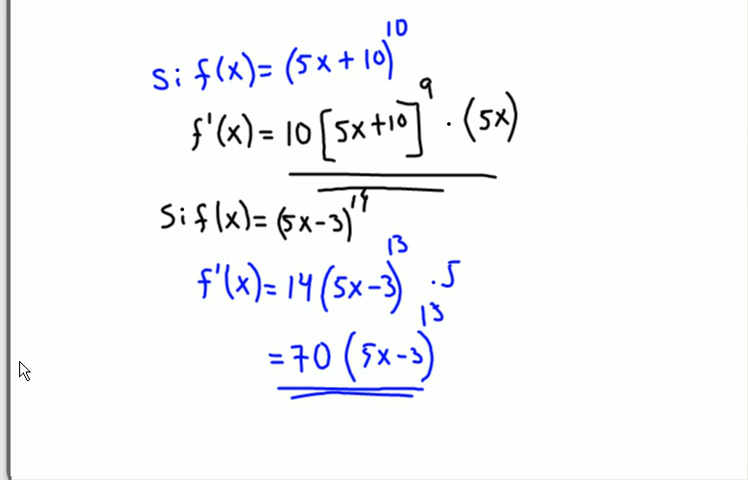 Si f(x) = (5x + 10)^10
f'(x) = 10 [5x+10]^9 · (5x)
Si f(x) = (5x-3)^14
f'(x) = 14 (5x-3)^13 · 5
= 70 (5x-3)^13